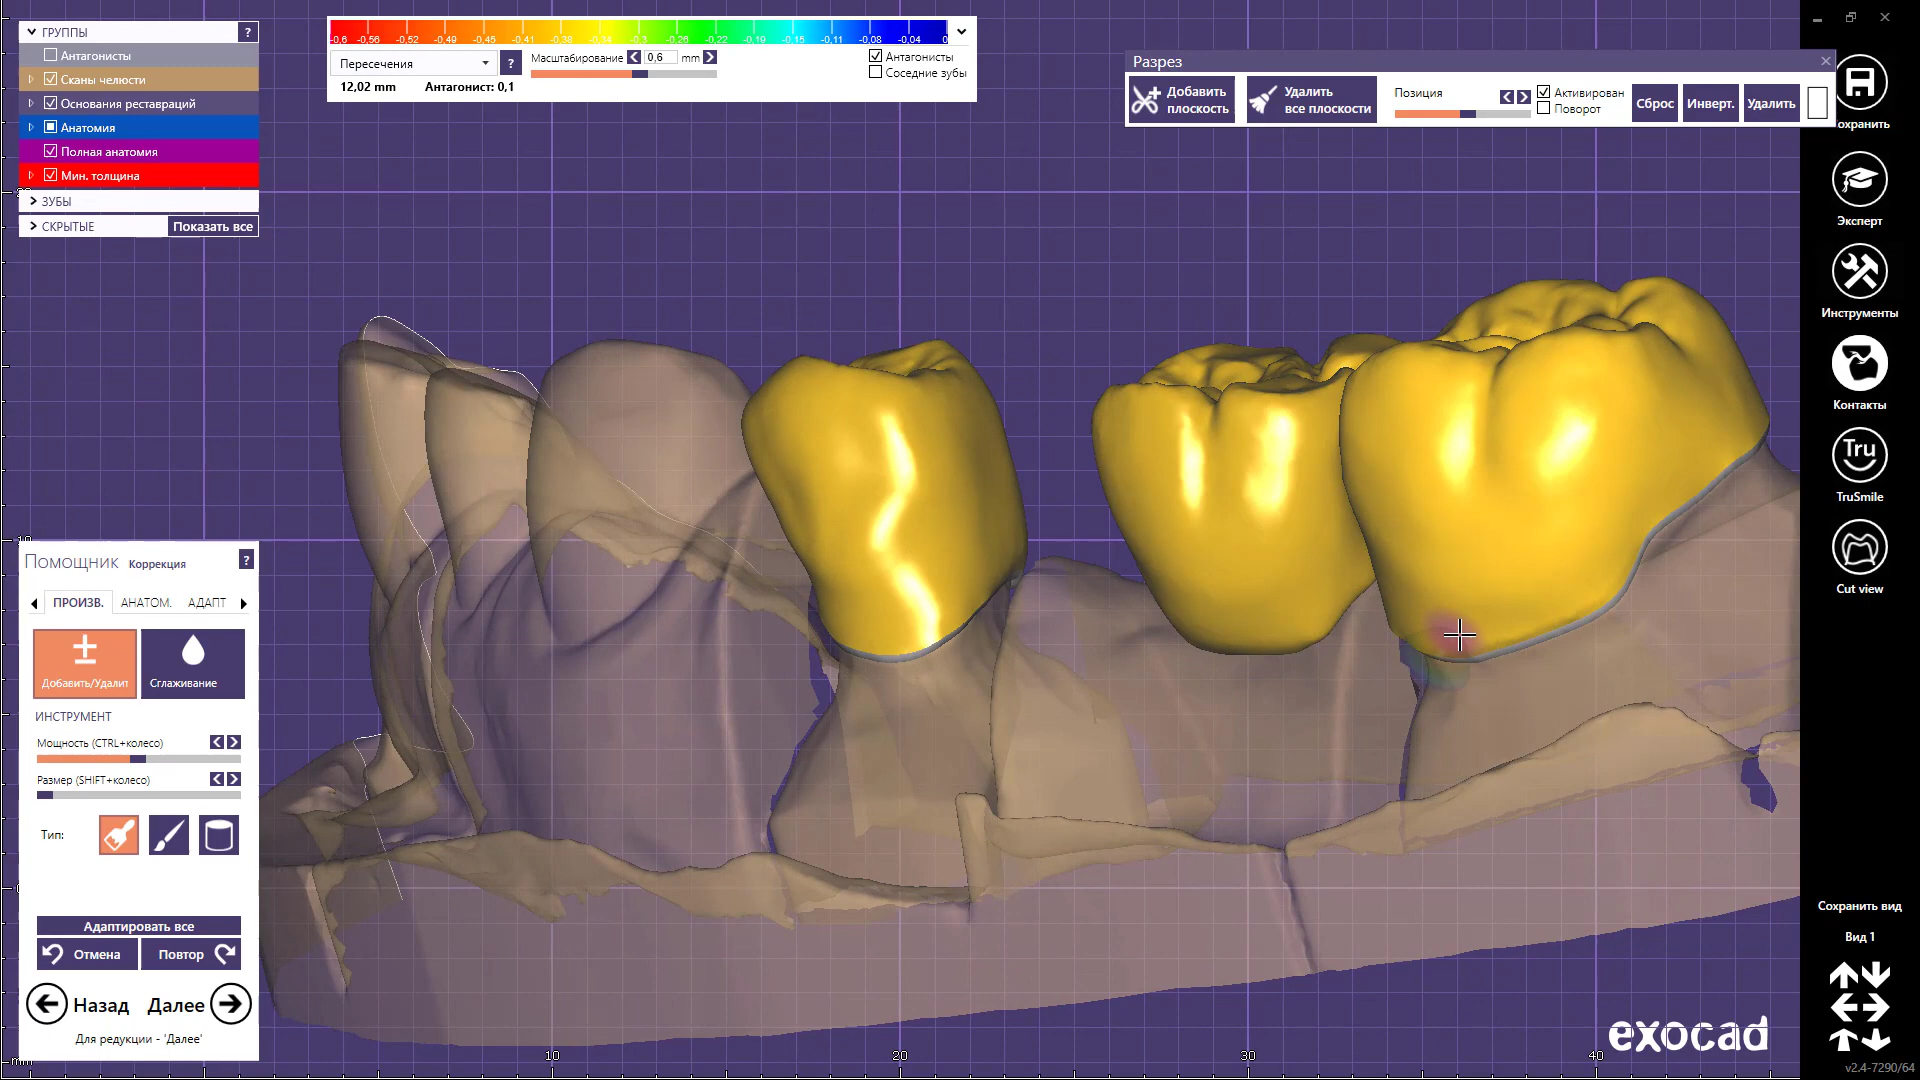 ГРУППЫ
?
Антагонисты
Сканы челюсти
Основания реставраций
Анатомия
Полная анатомия
Мин. толщина
ЗУБЫ
СКРЫТЫЕ
Показать все
-0,6 -0,56 -0,52 -0,49 -0,45 -0,41 -0,38 -0,34 -0,3 -0,26 -0,22 -0,19 -0,15 -0,11 -0,08 -0,04 0
Пересечения
?
Масштабирование
0,6
mm
Антагонисты
Соседние зубы
12,02 mm
Антагонист: 0,1
Разрез
Добавить
плоскость
Удалить
все плоскости
Позиция
Активирован
Поворот
Сброс
Инверт.
Удалить
охранить
Эксперт
Инструменты
Контакты
Tru
TruSmile
Cut view
Помощник Коррекция
?
ПРОИЗВ. АНАТОМ. АДАПТ
Добавить/Удалит
Сглаживание
ИНСТРУМЕНТ
Мощность (CTRL+колесо)
Размер (SHIFT+колесо)
Тип:
Адаптировать все
Отмена
Повтор
Назад Далее
Для редукции - 'Далее'
10 20 30 40
Сохранить вид
Вид 1
exocad
v2.4-7290/64